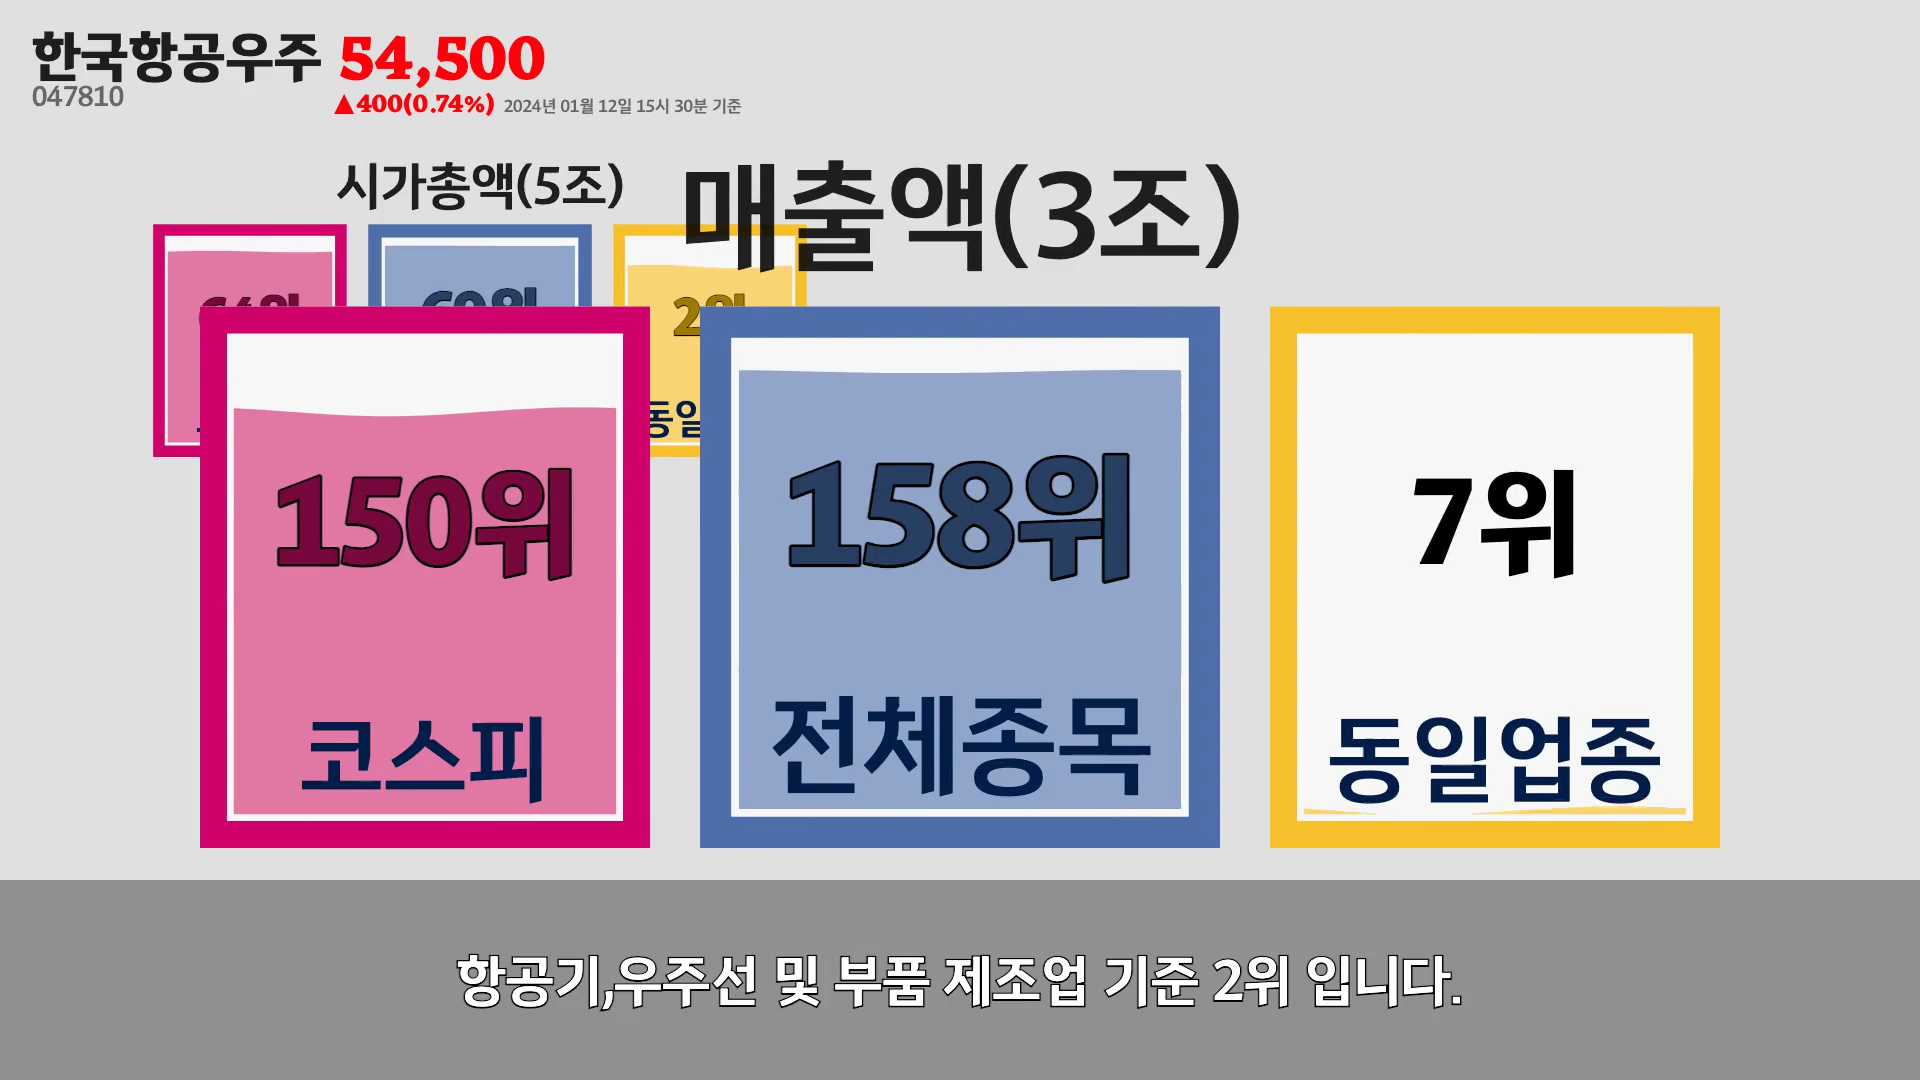 한국항공우주 54,500
047810
▲400(0.74%) 2024년 01월 12일 15시 30분 기준
시가총액(5조)
매출액(3조)
150위
158위
7위
코스피
전체종목
동일업종
항공기,우주선 및 부품 제조업 기준 2위 입니다.